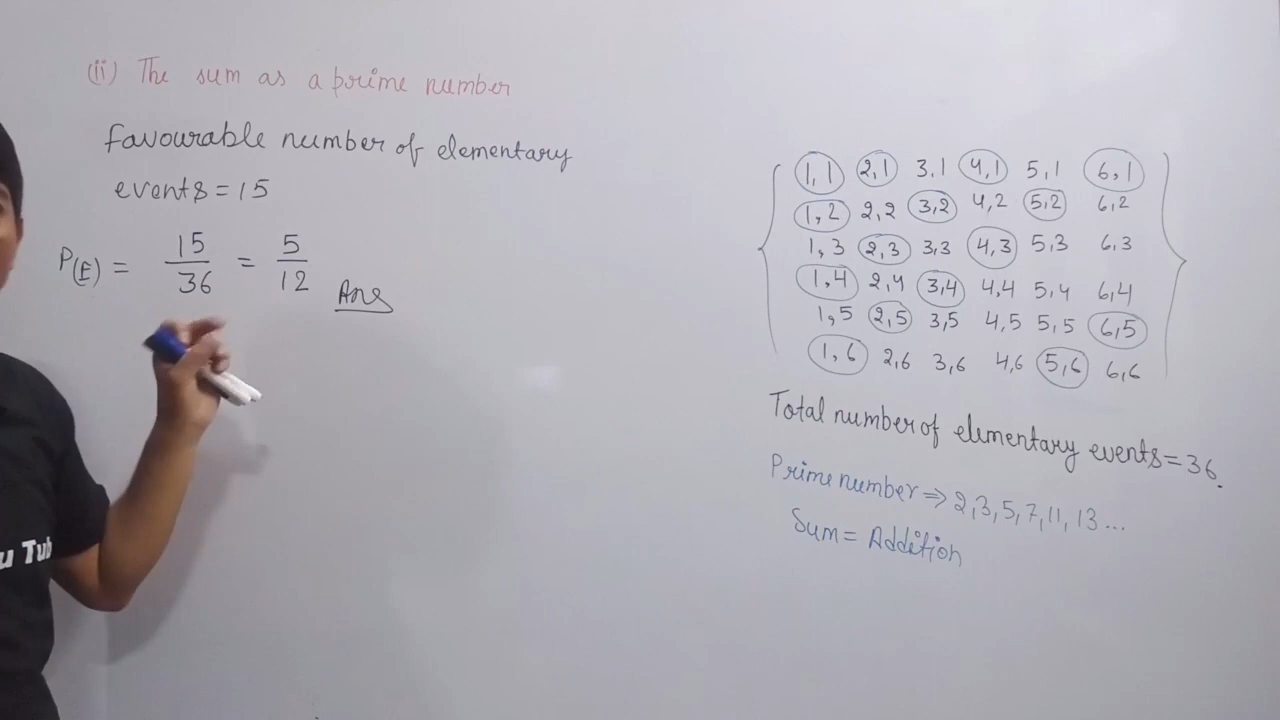 (ii) The sum as a prime number
favourable number of elementary
events = 15
P(E) = 15/36 = 5/12 Ans
1,1 2,1 3,1 4,1 5,1 6,1
1,2 2,2 3,2 4,2 5,2 6,2
1,3 2,3 3,3 4,3 5,3 6,3
1,4 2,4 3,4 4,4 5,4 6,4
1,5 2,5 3,5 4,5 5,5 6,5
1,6 2,6 3,6 4,6 5,6 6,6
Total number of elementary events = 36.
Prime number ⇒ 2,3,5,7,11,13...
Sum = Addition
u Tub